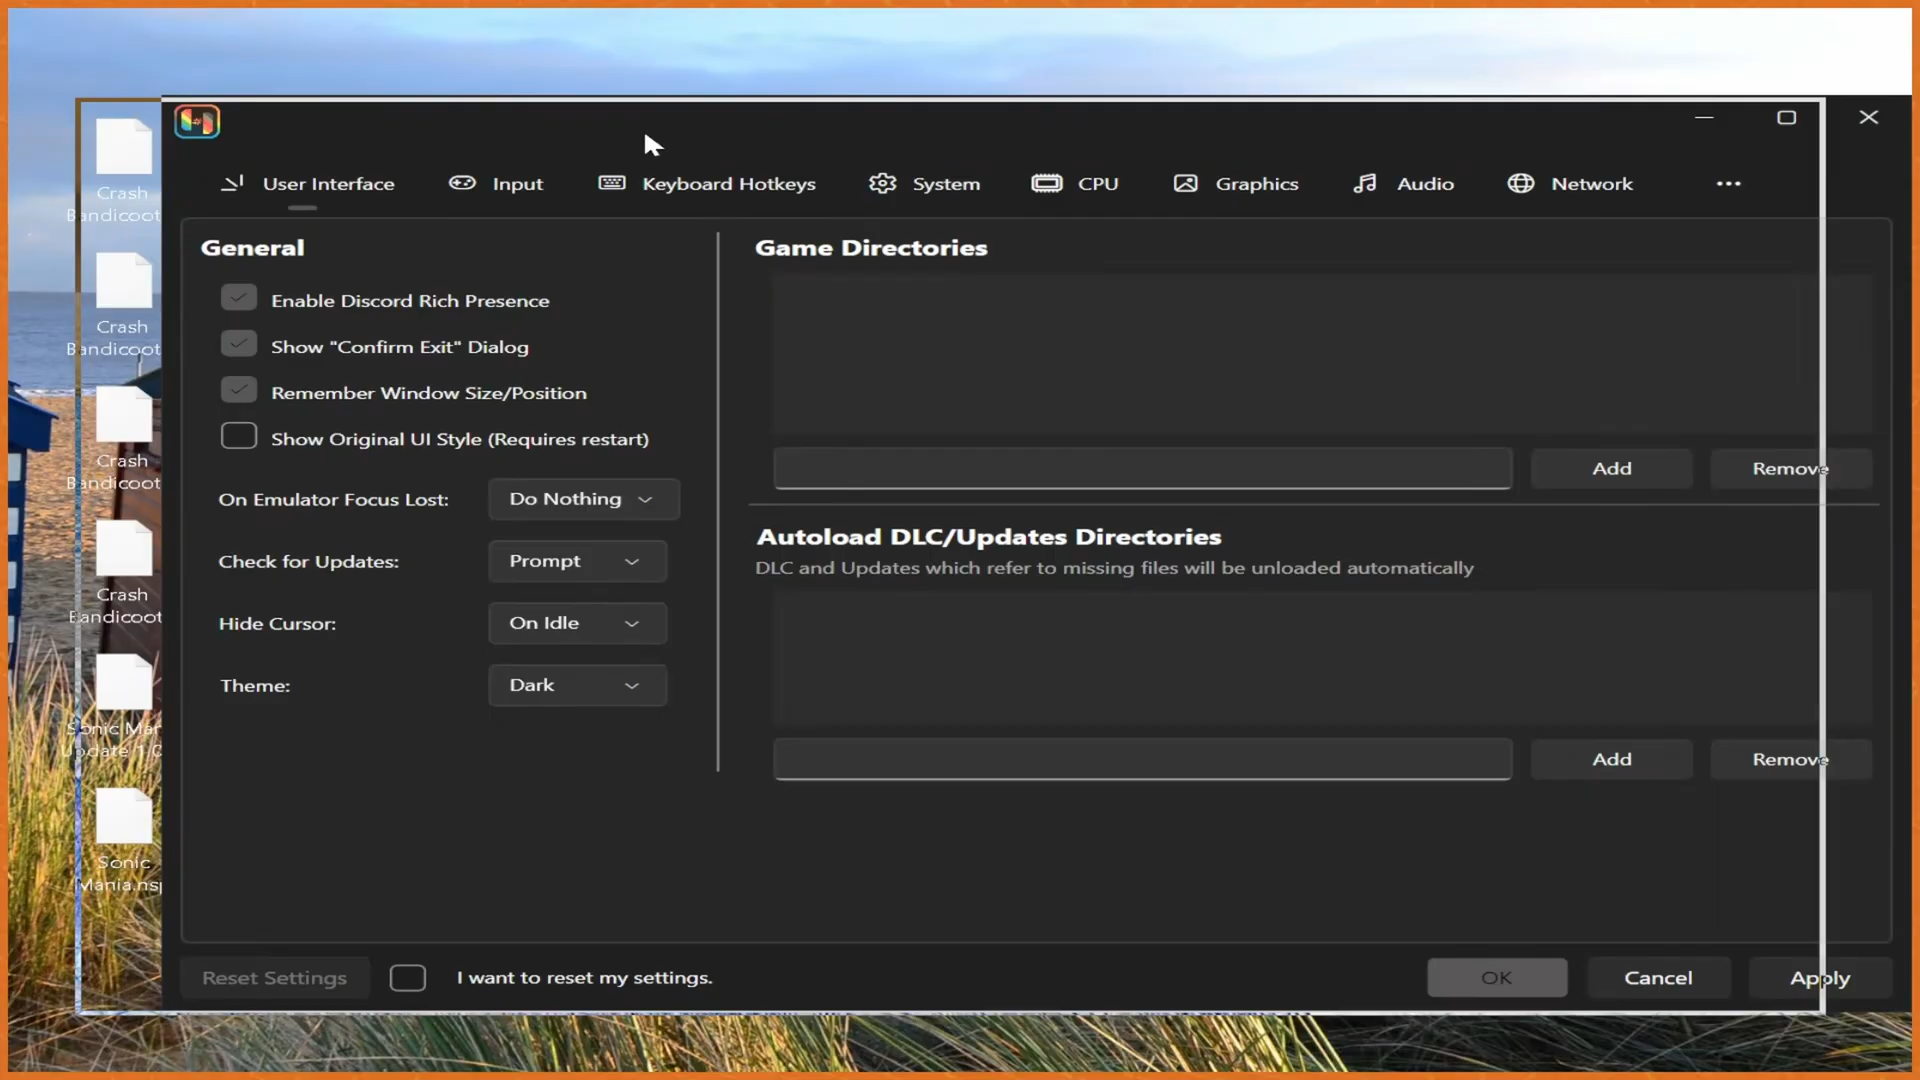 User Interface
Input
Keyboard Hotkeys
System
CPU
Graphics
Audio
Network
Crash
Bandicoot
Crash
Bandicoot
Crash
Bandicoot
Crash
Bandicoot
Sonic Mar
Update 1.0
Sonic
Mania.nsp
General
Enable Discord Rich Presence
Show "Confirm Exit" Dialog
Remember Window Size/Position
Show Original UI Style (Requires restart)
On Emulator Focus Lost:
Do Nothing
Check for Updates:
Prompt
Hide Cursor:
On Idle
Theme:
Dark
Game Directories
Add
Remove
Autoload DLC/Updates Directories
DLC and Updates which refer to missing files will be unloaded automatically
Add
Remove
Reset Settings
I want to reset my settings.
OK
Cancel
Apply